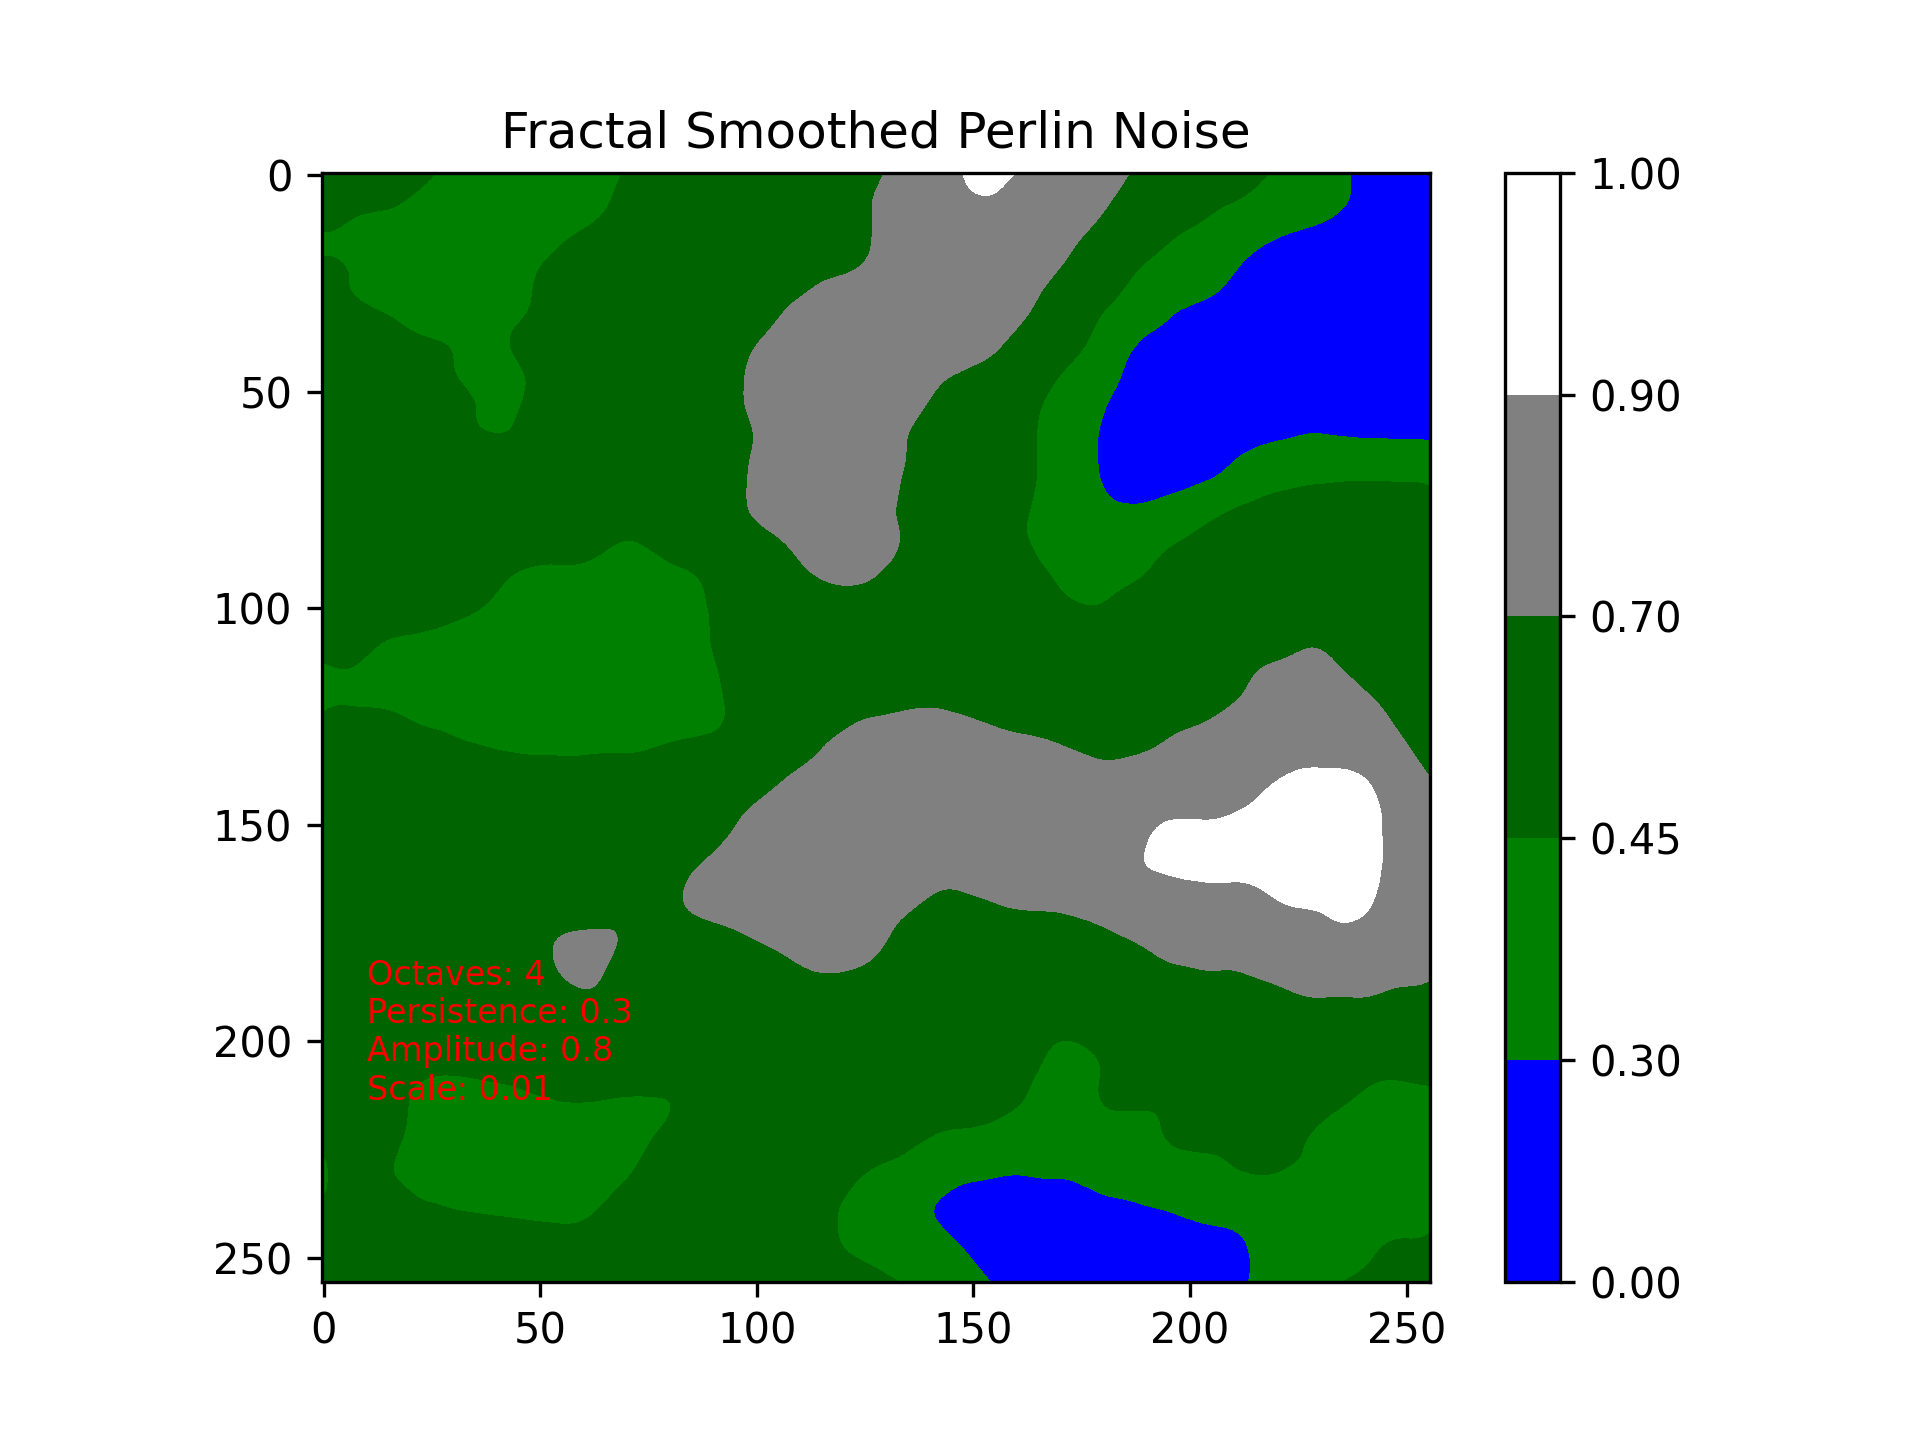 Fractal Smoothed Perlin Noise
0
50
100
150
200
250
Octaves: 4
Persistence: 0.3
Amplitude: 0.8
Scale: 0.01
0 50 100 150 200 250
1.00
0.90
0.70
0.45
0.30
0.00